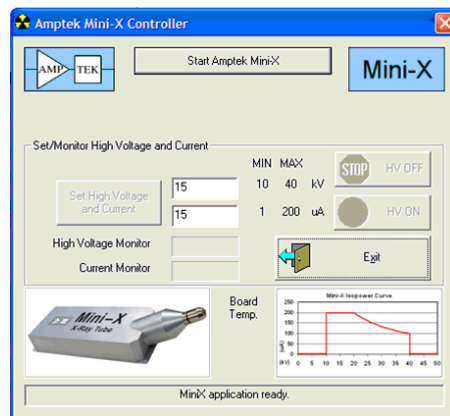 Amptek Mini-X Controller
AMP TEK
Start Amptek Mini-X
Mini-X
Set/Monitor High Voltage and Current
MIN MAX
Set High Voltage and Current
15
10 40 kV
STOP
HV OFF
15
1 200 uA
HV ON
High Voltage Monitor
Current Monitor
Exit
Mini-X
X-Ray Tube
Board
Temp.
Mini-X Isopower Curve
250
200
150
100
50
0
(uA)
(kV) 0 5 10 15 20 25 30 35 40 45 50
MiniX application ready.